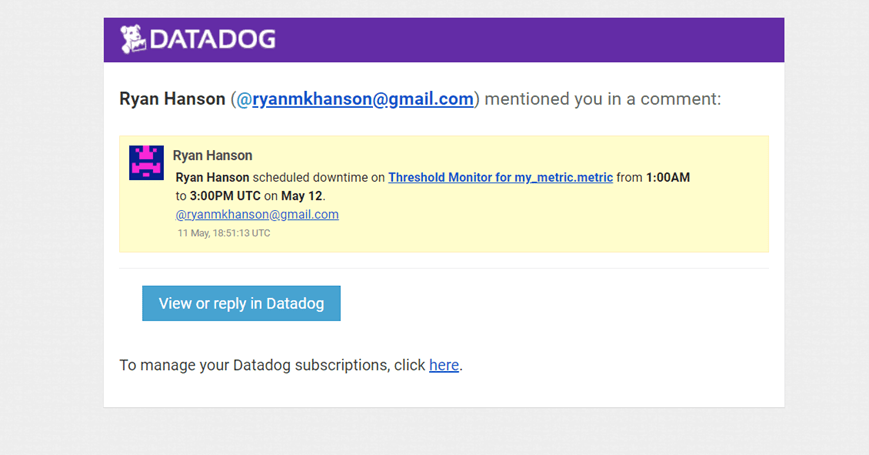 DATADOG
Ryan Hanson (@ryanmkhanson@gmail.com) mentioned you in a comment:
Ryan Hanson
Ryan Hanson scheduled downtime on Threshold Monitor for my_metric.metric from 1:00AM
to 3:00PM UTC on May 12.
@ryanmkhanson@gmail.com
11 May, 18:51:13 UTC
View or reply in Datadog
To manage your Datadog subscriptions, click here.